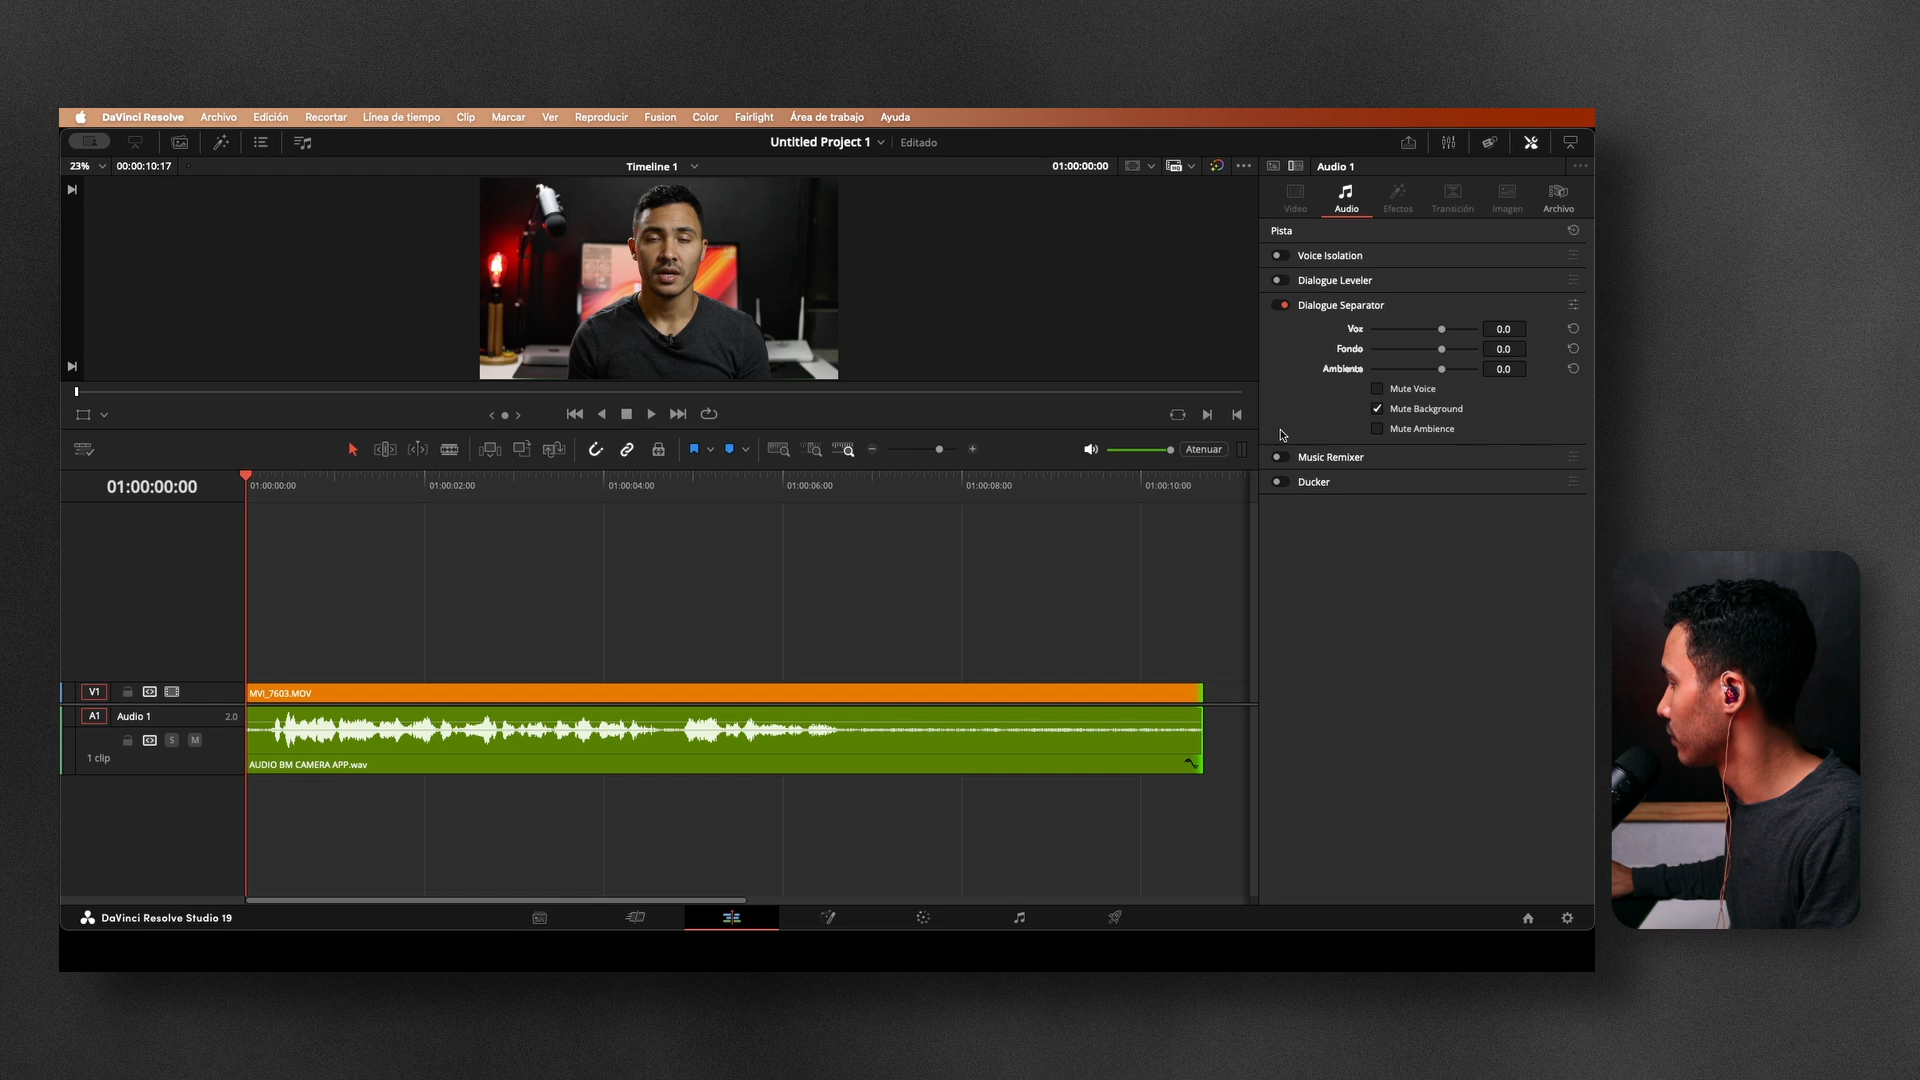 DaVinci Resolve Archivo Edición Recortar Línea de tiempo Clip Marcar Ver Reproducir Fusion Color Fairlight Área de trabajo Ayuda
Untitled Project 1 Editado
23% 00:00:10:17 Timeline 1 01:00:00:00 Audio 1
Video Audio Efectos Transición Imagen Archivo
Pista
Voice Isolation
Dialogue Leveler
Dialogue Separator
Voz 0.0
Fondo 0.0
Ambiente 0.0
Mute Voice
Mute Background
Mute Ambience
Music Remixer
Ducker
Atenuar
01:00:00:00
01:00:00:00 01:00:02:00 01:00:04:00 01:00:06:00 01:00:08:00 01:00:10:00
V1 MVI_7603.MOV
A1 Audio 1 2.0
S M
1 clip
AUDIO BM CAMERA APP.wav
DaVinci Resolve Studio 19